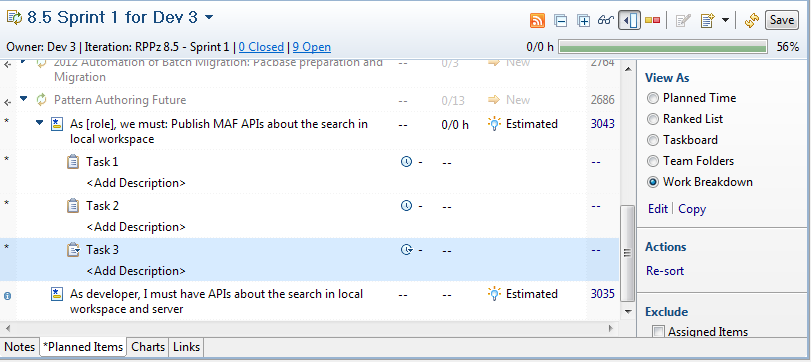 8.5 Sprint 1 for Dev 3
Save
Owner: Dev 3 | Iteration: RPPz 8.5 - Sprint 1 | 0 Closed | 9 Open
0/0 h
56%
2012 Automation of Batch Migration: Pacbase preparation and
Migration
-- 0/3 New 2764
Pattern Authoring Future -- 0/13 New 2686
* As [role], we must: Publish MAF APIs about the search in
local workspace
-- 0/0 h Estimated 3043
* Task 1 - -- --
<Add Description>
* Task 2 - -- --
<Add Description>
* Task 3 - -- --
<Add Description>
As developer, I must have APIs about the search in local
workspace and server
-- -- Estimated 3035
View As
Planned Time
Ranked List
Taskboard
Team Folders
Work Breakdown
Edit | Copy
Actions
Re-sort
Exclude
Assigned Items
Notes *Planned Items Charts Links